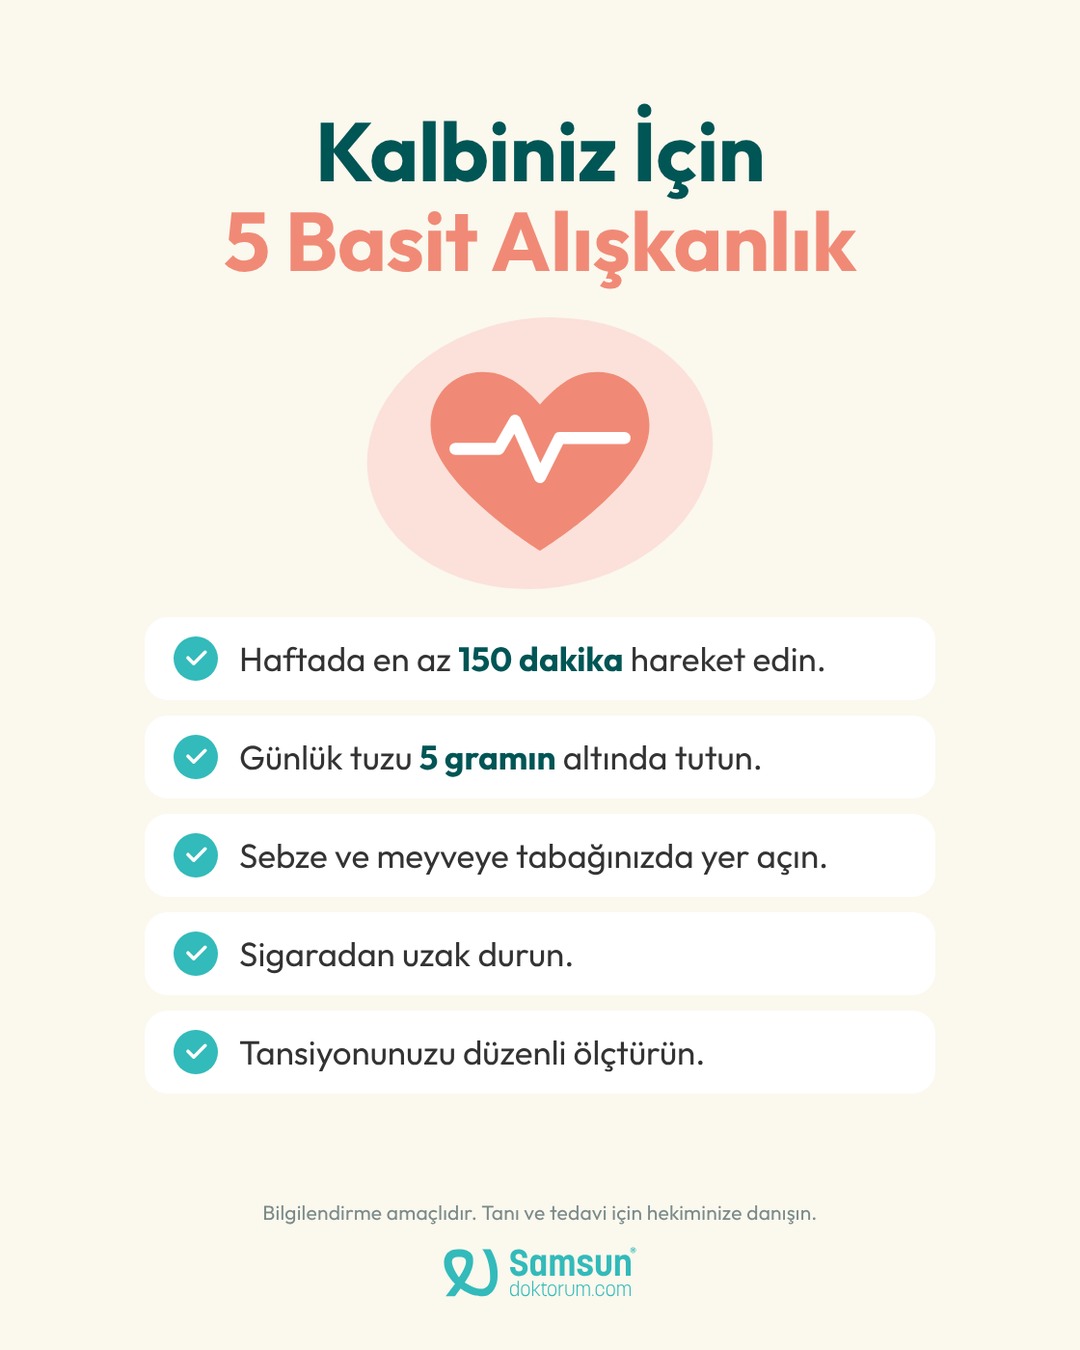 Kalbiniz İçin
5 Basit Alışkanlık
Haftada en az 150 dakika hareket edin.
Günlük tuzu 5 gramın altında tutun.
Sebze ve meyveye tabağınızda yer açın.
Sigaradan uzak durun.
Tansiyonunuzu düzenli ölçtürün.
Bilgilendirme amaçlıdır. Tanı ve tedavi için hekiminize danışın.
Samsun®
doktorum.com